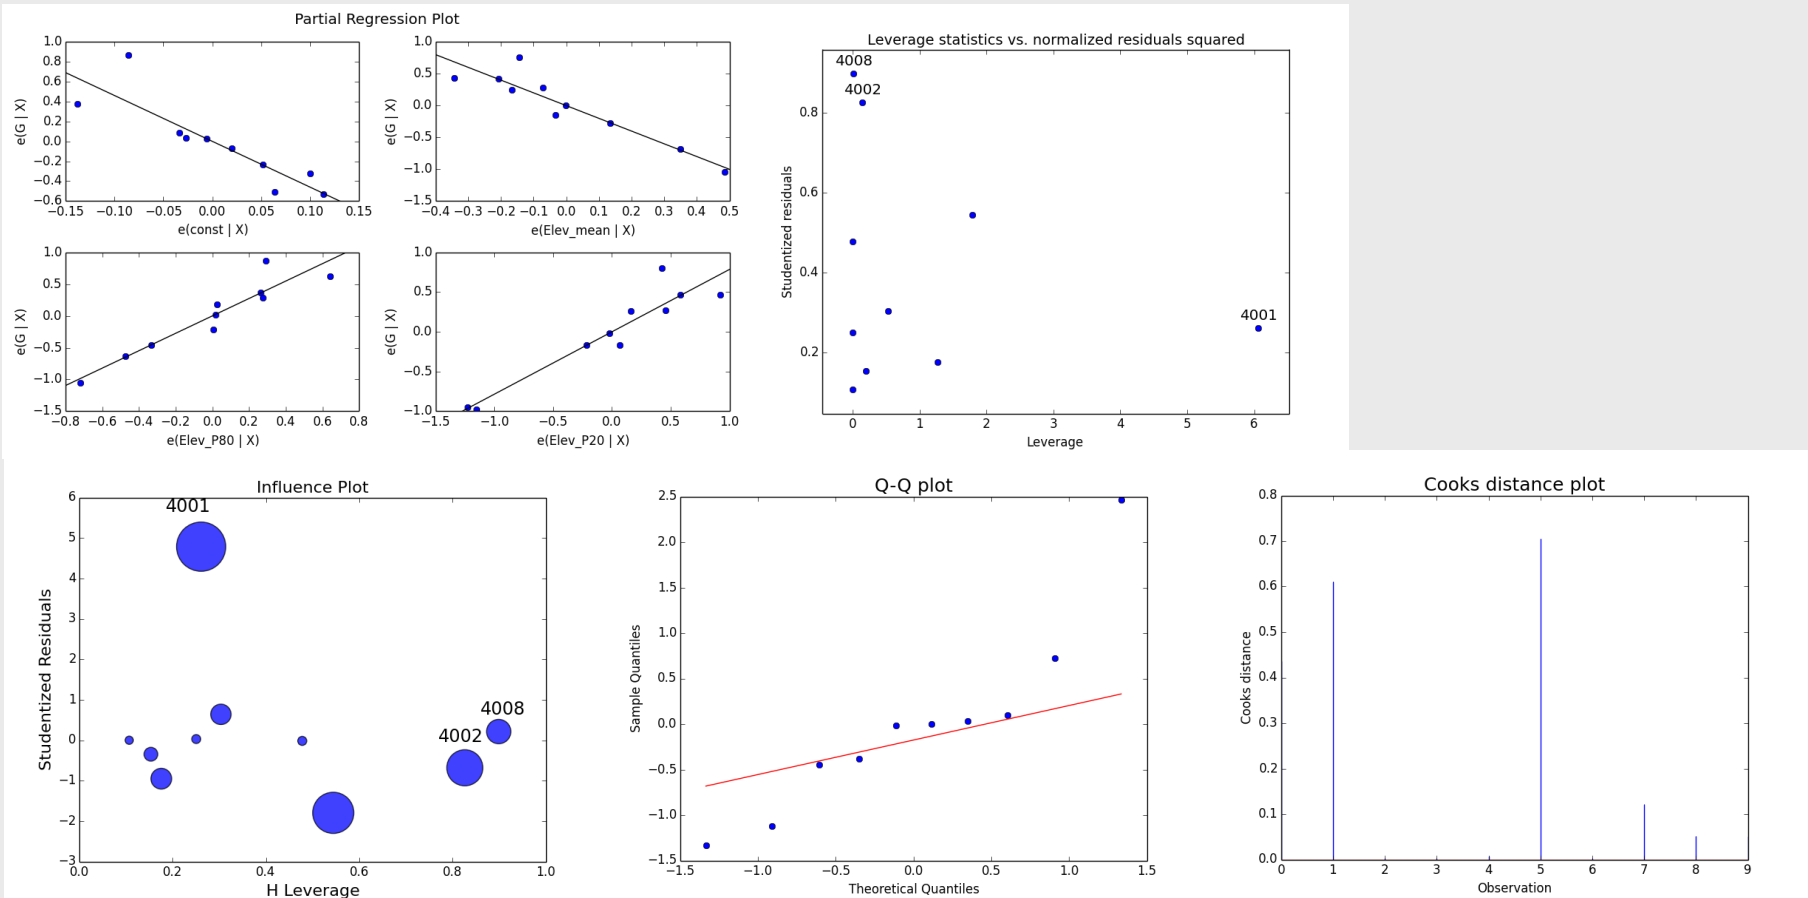 Partial Regression Plot
1.0
0.8
0.6
0.4
0.2
0.0
−0.2
−0.4
−0.6
−0.15 −0.10 −0.05 0.00 0.05 0.10 0.15
e(const | X)
e(G | X)
1.0
0.5
0.0
−0.5
−1.0
−1.5
−0.4 −0.3 −0.2 −0.1 0.0 0.1 0.2 0.3 0.4 0.5
e(Elev_mean | X)
e(G | X)
1.0
0.5
0.0
−0.5
−1.0
−1.5
−0.8 −0.6 −0.4 −0.2 0.0 0.2 0.4 0.6 0.8
e(Elev_P80 | X)
e(G | X)
1.0
0.5
0.0
−0.5
−1.0
−1.5 −1.0 −0.5 0.0 0.5 1.0
e(Elev_P20 | X)
e(G | X)
Leverage statistics vs. normalized residuals squared
4008
4002
4001
0.8
0.6
0.4
0.2
0 1 2 3 4 5 6
Leverage
Studentized residuals
Influence Plot
4001
4008
4002
6
5
4
3
2
1
0
−1
−2
−3
0.0 0.2 0.4 0.6 0.8 1.0
H Leverage
Studentized Residuals
Q-Q plot
2.5
2.0
1.5
1.0
0.5
0.0
−0.5
−1.0
−1.5
−1.5 −1.0 −0.5 0.0 0.5 1.0 1.5
Theoretical Quantiles
Sample Quantiles
Cooks distance plot
0.8
0.7
0.6
0.5
0.4
0.3
0.2
0.1
0.0
0 1 2 3 4 5 6 7 8 9
Observation
Cooks distance